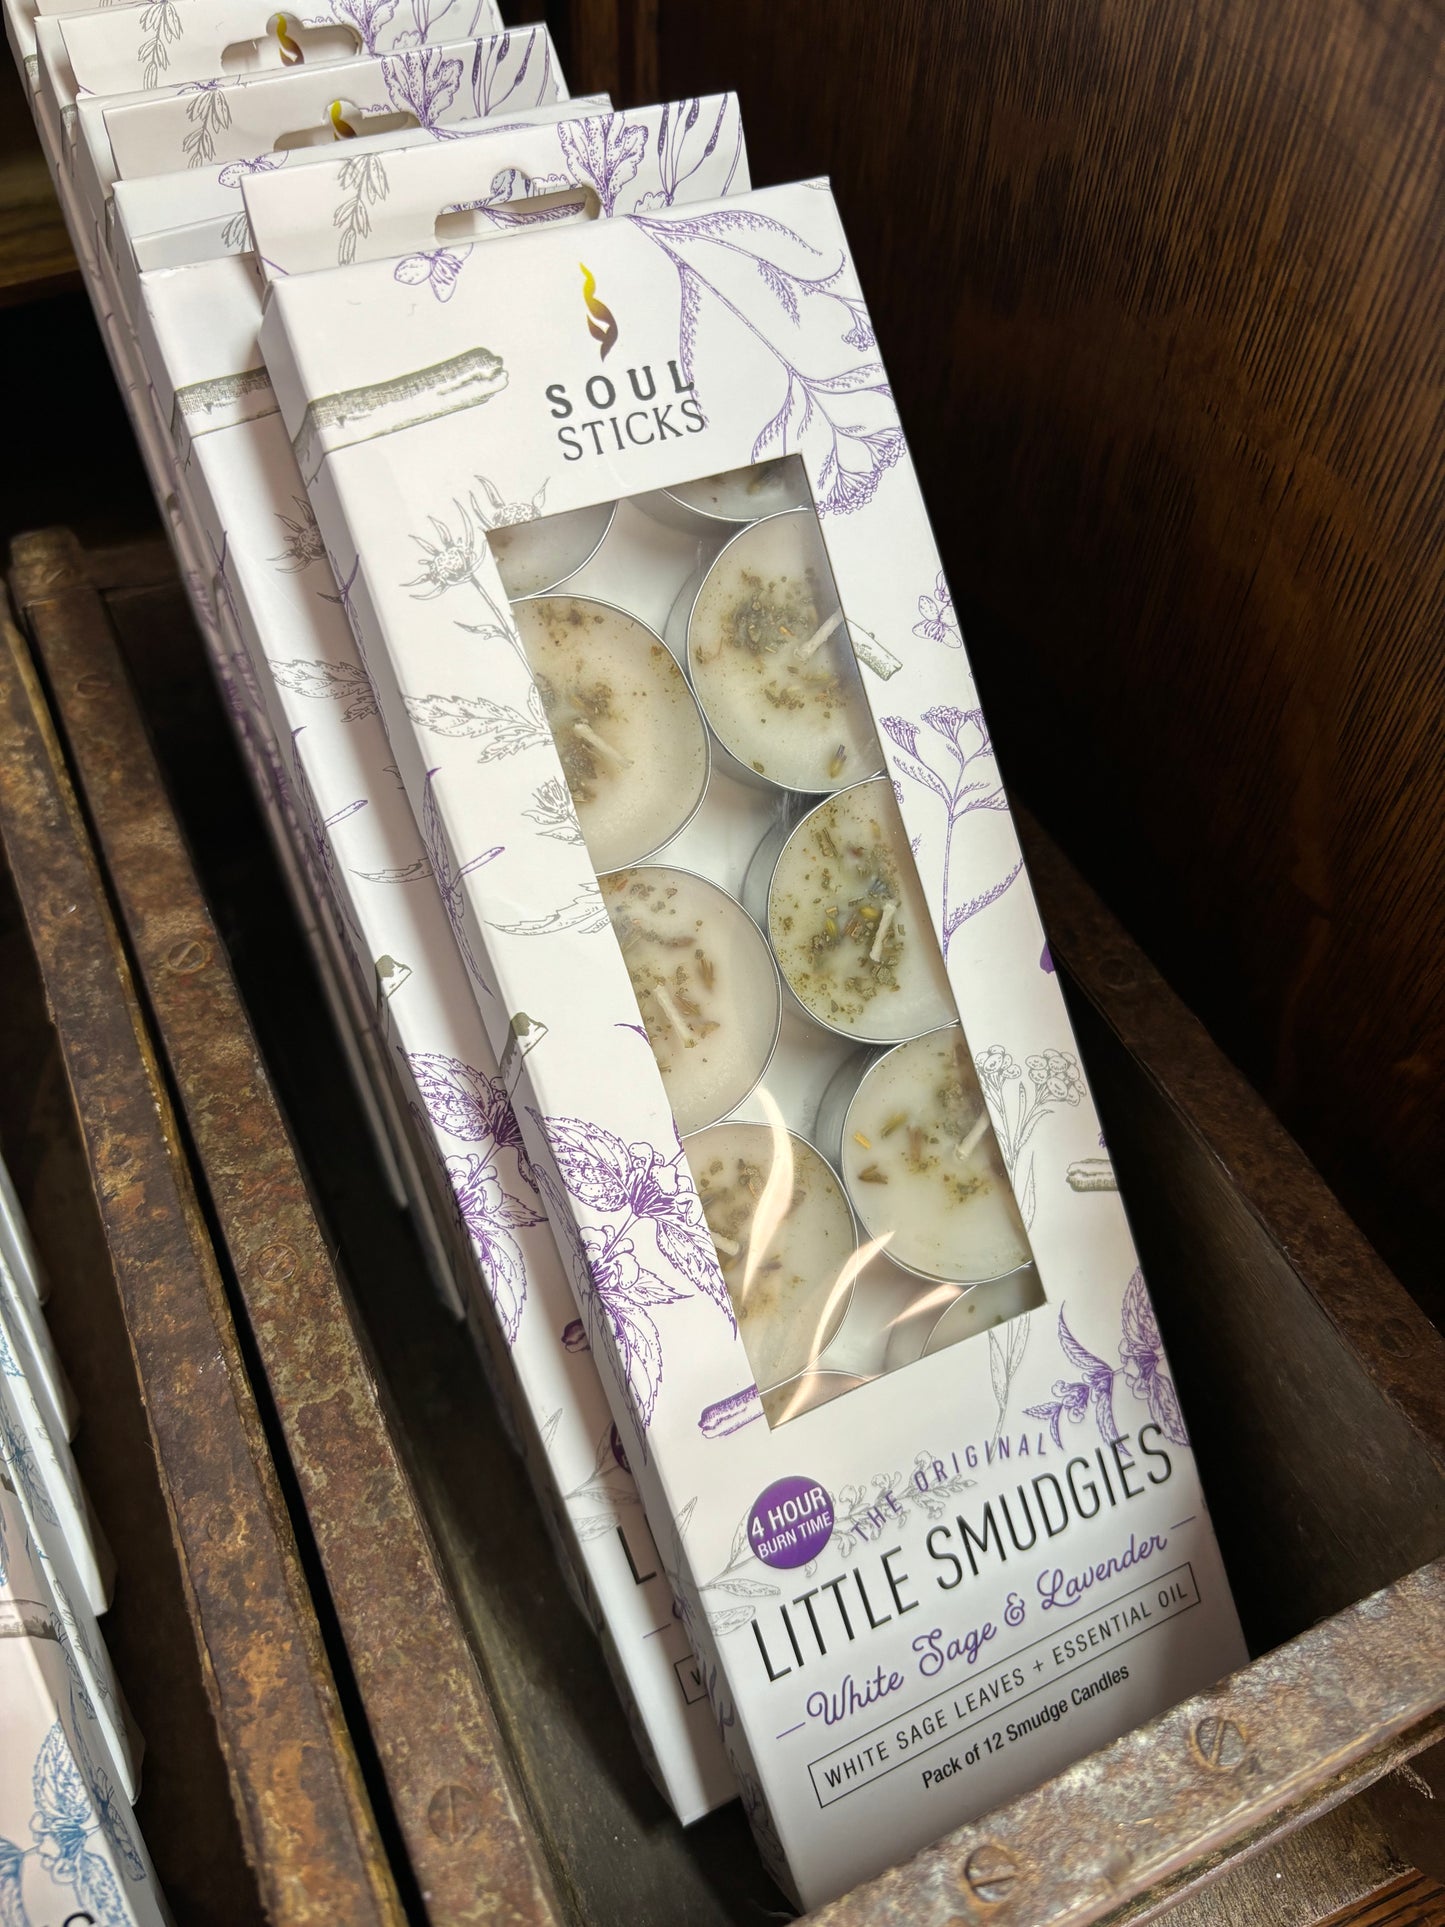 SOUL
STICKS
4 HOUR
BURN TIME
THE ORIGINAL
LITTLE SMUDGIES
White Sage & Lavender
WHITE SAGE LEAVES + ESSENTIAL OIL
Pack of 12 Smudge Candles